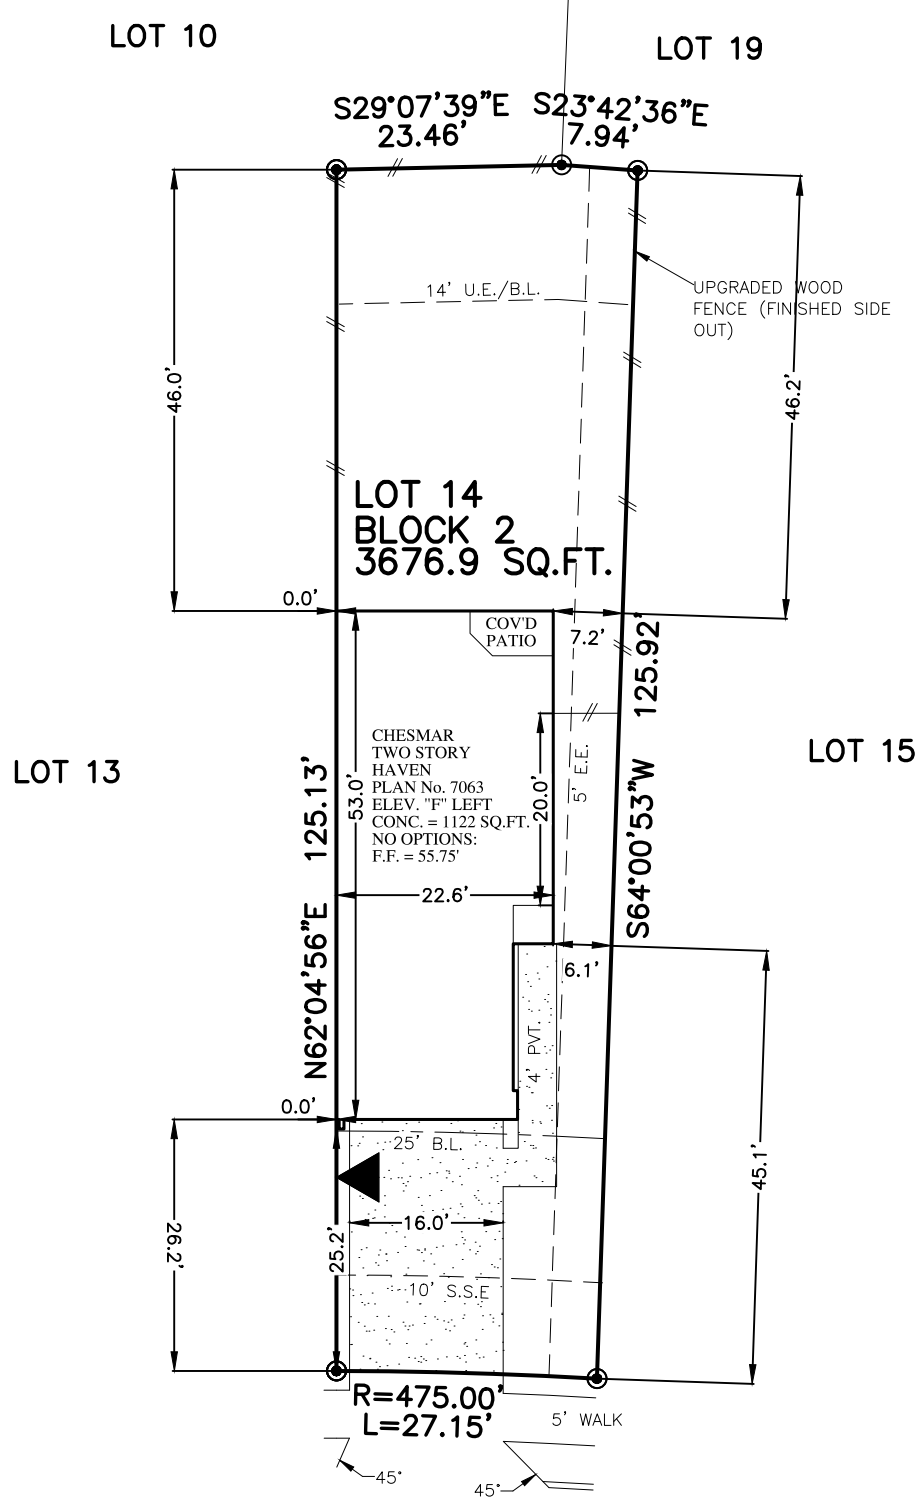 LOT 10
LOT 19
S29°07'39"E
23.46'
S23°42'36"E
7.94'
14' U.E./B.L.
UPGRADED WOOD
FENCE (FINISHED SIDE
OUT)
46.0'
46.2'
LOT 14
BLOCK 2
3676.9 SQ.FT.
0.0'
COV'D
PATIO
7.2'
125.92'
S64°00'53"W
LOT 13
LOT 15
N62°04'56"E 125.13'
53.0'
CHESMAR
TWO STORY
HAVEN
PLAN No. 7063
ELEV. "F" LEFT
CONC. = 1122 SQ.FT.
NO OPTIONS:
F.F. = 55.75'
20.0'
5' E.E.
22.6'
6.1'
4' PVT.
0.0'
25' B.L.
45.1'
16.0'
26.2'
25.2'
10' S.S.E
R=475.00'
L=27.15'
5' WALK
45°
45°